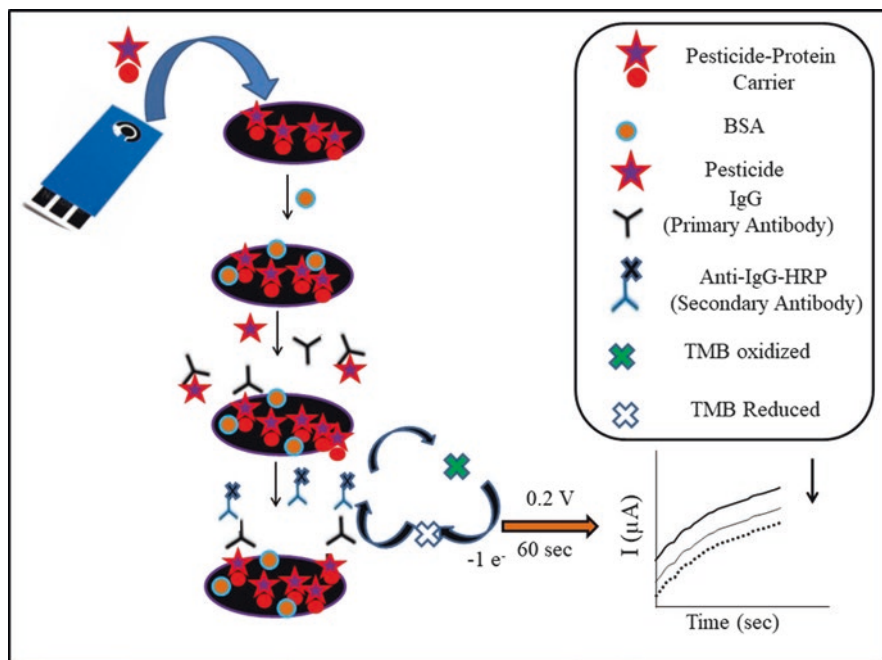 Pesticide-Protein
Carrier
BSA
Pesticide
IgG
(Primary Antibody)
Anti-IgG-HRP
(Secondary Antibody)
TMB oxidized
TMB Reduced
0.2 V
60 sec
-1 e-
I (µA)
Time (sec)